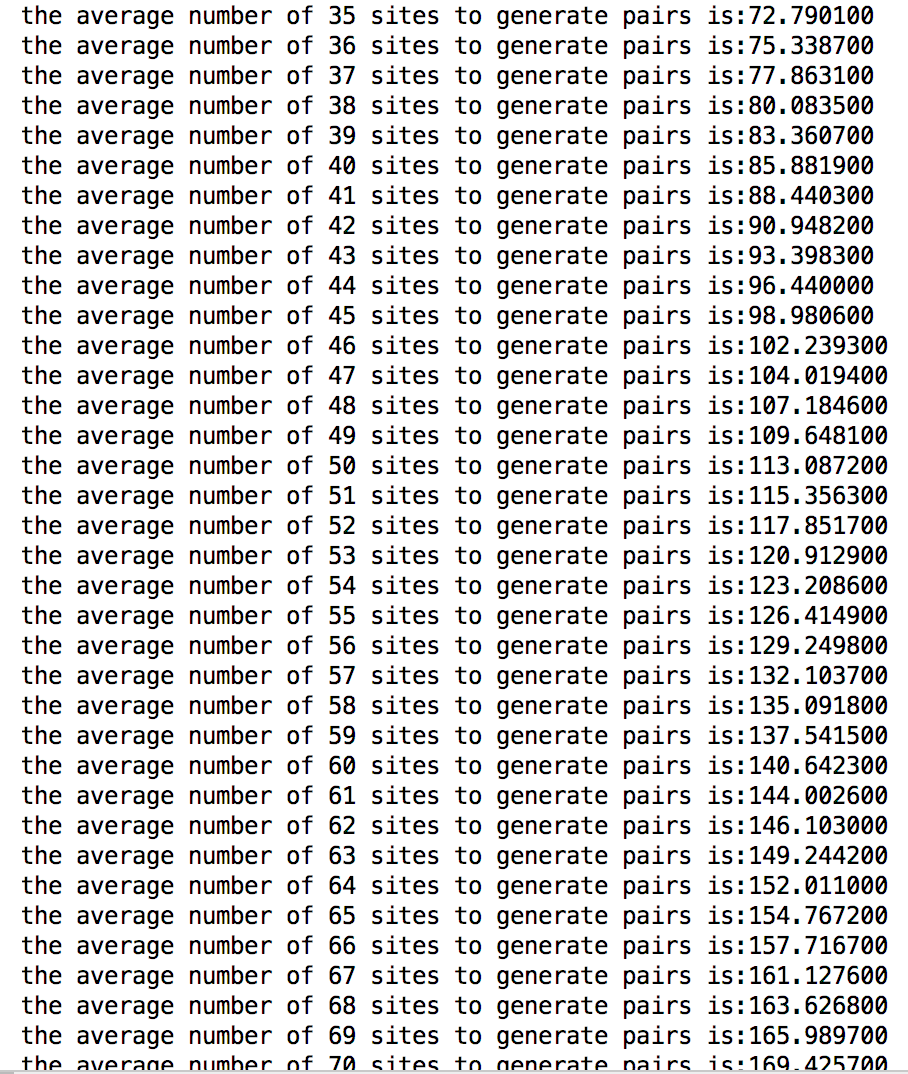 the average number of 35 sites to generate pairs is:72.790100
the average number of 36 sites to generate pairs is:75.338700
the average number of 37 sites to generate pairs is:77.863100
the average number of 38 sites to generate pairs is:80.083500
the average number of 39 sites to generate pairs is:83.360700
the average number of 40 sites to generate pairs is:85.881900
the average number of 41 sites to generate pairs is:88.440300
the average number of 42 sites to generate pairs is:90.948200
the average number of 43 sites to generate pairs is:93.398300
the average number of 44 sites to generate pairs is:96.440000
the average number of 45 sites to generate pairs is:98.980600
the average number of 46 sites to generate pairs is:102.239300
the average number of 47 sites to generate pairs is:104.019400
the average number of 48 sites to generate pairs is:107.184600
the average number of 49 sites to generate pairs is:109.648100
the average number of 50 sites to generate pairs is:113.087200
the average number of 51 sites to generate pairs is:115.356300
the average number of 52 sites to generate pairs is:117.851700
the average number of 53 sites to generate pairs is:120.912900
the average number of 54 sites to generate pairs is:123.208600
the average number of 55 sites to generate pairs is:126.414900
the average number of 56 sites to generate pairs is:129.249800
the average number of 57 sites to generate pairs is:132.103700
the average number of 58 sites to generate pairs is:135.091800
the average number of 59 sites to generate pairs is:137.541500
the average number of 60 sites to generate pairs is:140.642300
the average number of 61 sites to generate pairs is:144.002600
the average number of 62 sites to generate pairs is:146.103000
the average number of 63 sites to generate pairs is:149.244200
the average number of 64 sites to generate pairs is:152.011000
the average number of 65 sites to generate pairs is:154.767200
the average number of 66 sites to generate pairs is:157.716700
the average number of 67 sites to generate pairs is:161.127600
the average number of 68 sites to generate pairs is:163.626800
the average number of 69 sites to generate pairs is:165.989700
the average number of 70 sites to generate pairs is:169.425700